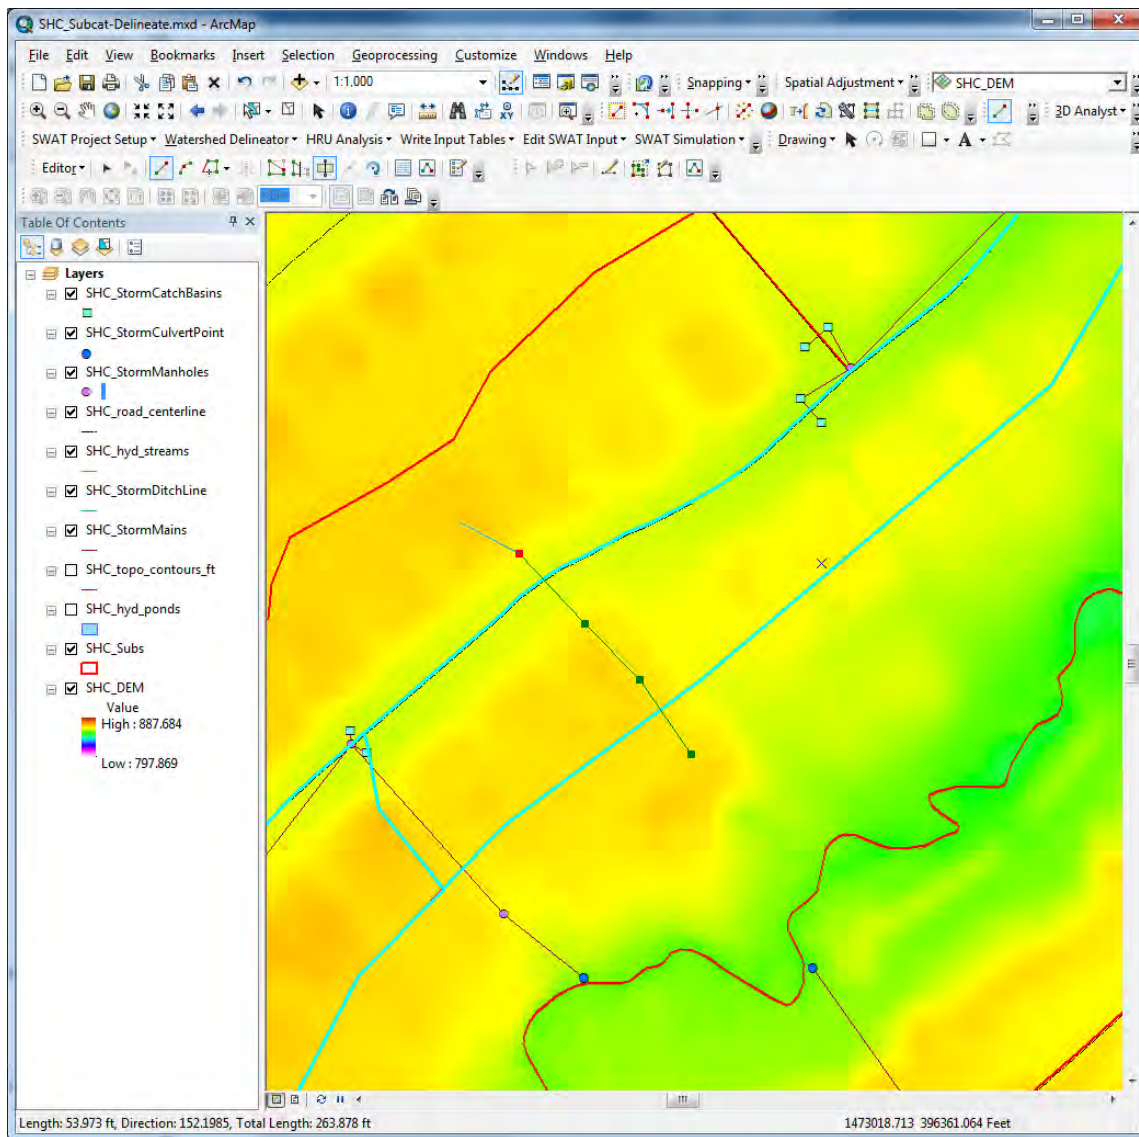 SHC_Subcat-Delineate.mxd - ArcMap
File Edit View Bookmarks Insert Selection Geoprocessing Customize Windows Help
1:1,000 Snapping Spatial Adjustment SHC_DEM
3D Analyst
SWAT Project Setup Watershed Delineator HRU Analysis Write Input Tables Edit SWAT Input SWAT Simulation Drawing A
Editor
Table Of Contents
Layers
SHC_StormCatchBasins
SHC_StormCulvertPoint
SHC_StormManholes
SHC_road_centerline
SHC_hyd_streams
SHC_StormDitchLine
SHC_StormMains
SHC_topo_contours_ft
SHC_hyd_ponds
SHC_Subs
SHC_DEM
Value
High : 887.684
Low : 797.869
Length: 53.973 ft, Direction: 152.1985, Total Length: 263.878 ft 1473018.713 396361.064 Feet